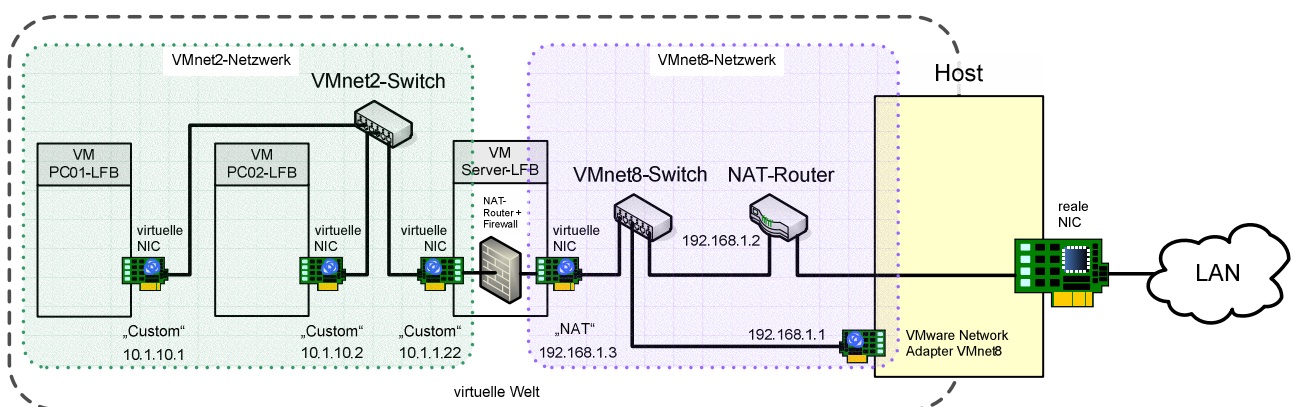 VMnet2-Netzwerk
VMnet8-Netzwerk
Host
VMnet2-Switch
VM
PC01-LFB
VM
PC02-LFB
VM
Server-LFB
VMnet8-Switch
NAT-Router
NAT-
Router +
Firewall
virtuelle
NIC
virtuelle
NIC
virtuelle
NIC
virtuelle
NIC
192.168.1.2
reale
NIC
LAN
„Custom“
10.1.10.1
„Custom“
10.1.10,2
„Custom“
10.1.1.22
„NAT“
192.168.1.3
192.168.1.1
VMware Network
Adapter VMnet8
virtuelle Welt